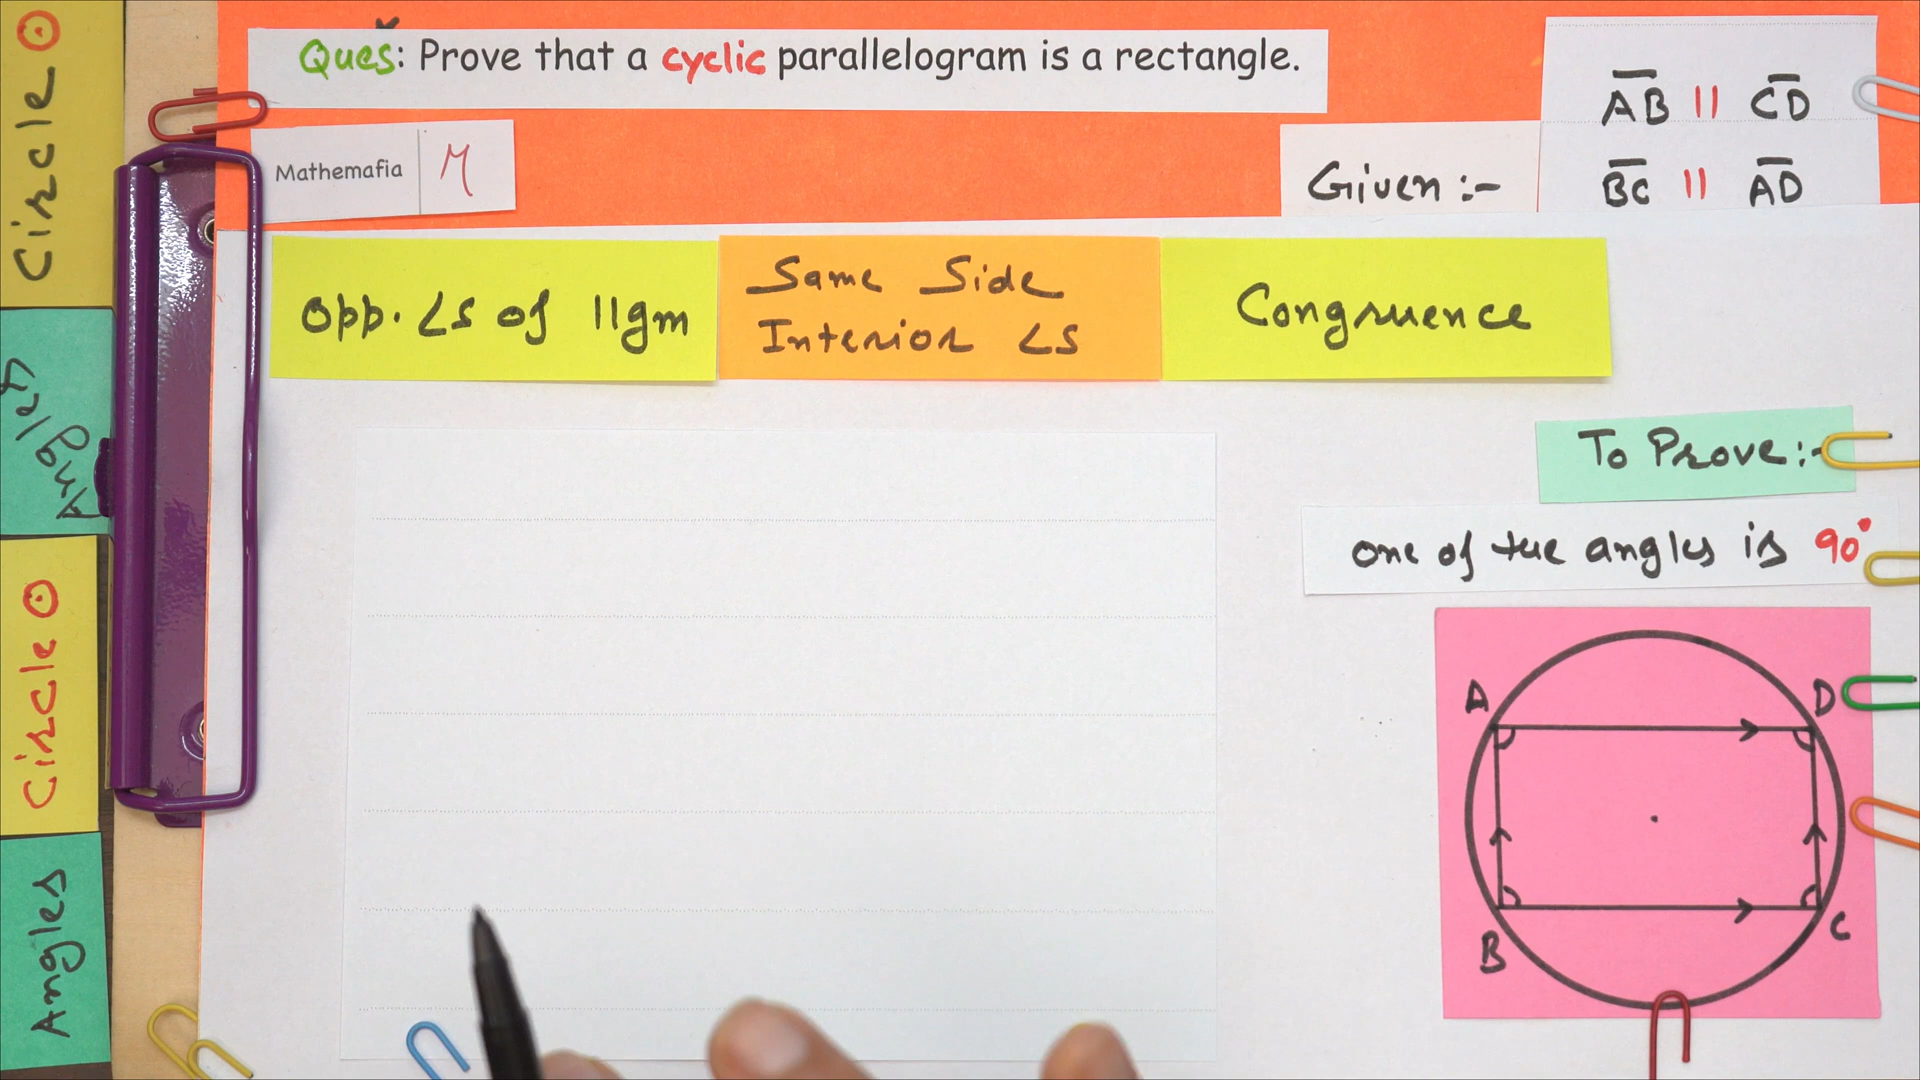 Ques: Prove that a cyclic parallelogram is a rectangle.
Mathemafia M
Given :-
AB || CD
BC || AD
Opp. ∠s of ||gm
Same Side
Interior ∠s
Congruence
To Prove:-
one of the angles is 90°
A
D
B
C
Circle
Angles
Circle
Angles